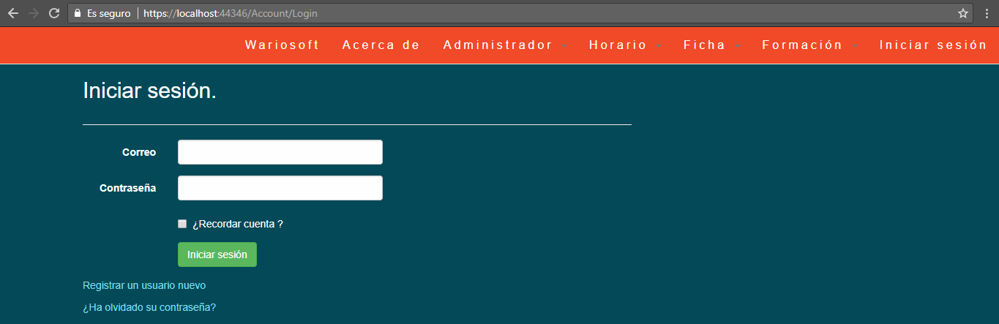 Es seguro https://localhost:44346/Account/Login
Wariosoft Acerca de Administrador Horario Ficha Formación Iniciar sesión
Iniciar sesión.
Correo
Contraseña
¿Recordar cuenta ?
Iniciar sesión
Registrar un usuario nuevo
¿Ha olvidado su contraseña?